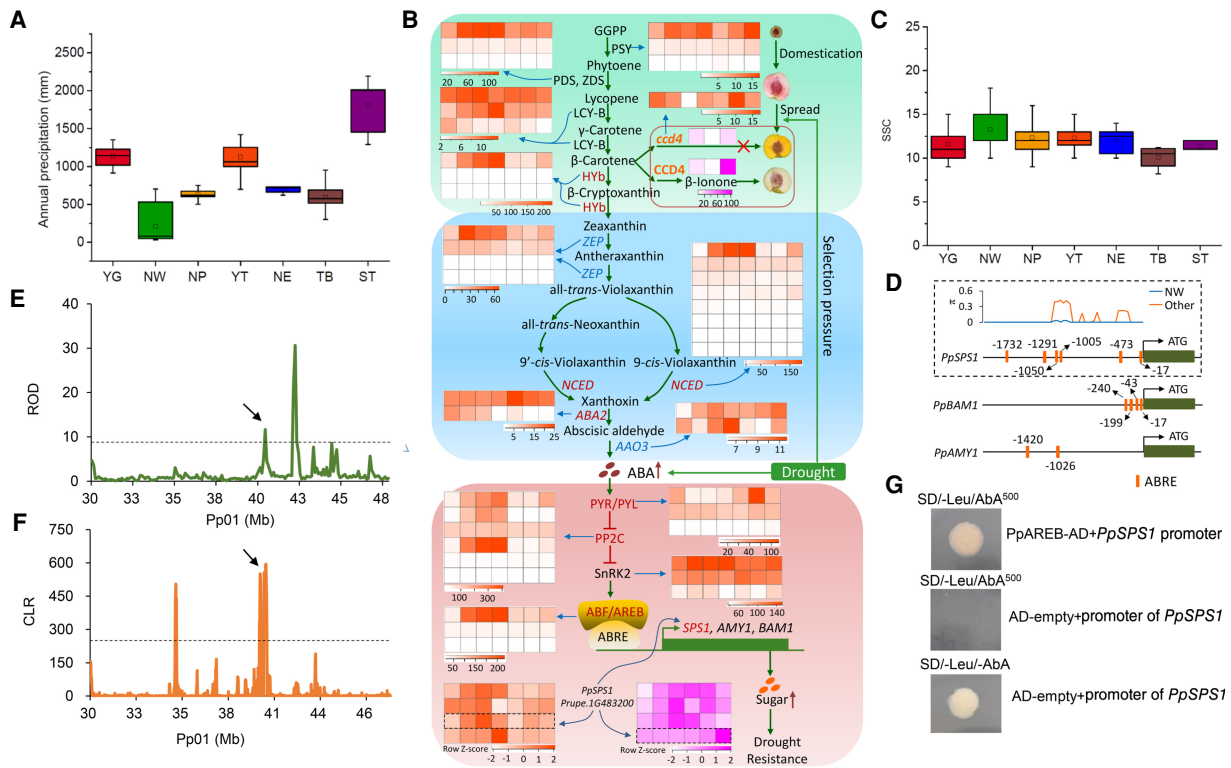 A
Annual precipitation (mm)
2500
2000
1500
1000
500
0
YG NW NP YT NE TB ST
B
GGPP
PSY
Phytoene
PDS, ZDS
Lycopene
LCY-B
γ-Carotene
LCY-B
β-Carotene
HYb
β-Cryptoxanthin
HYb
Zeaxanthin
ZEP
Antheraxanthin
ZEP
all-trans-Violaxanthin
all-trans-Neoxanthin
9'-cis-Violaxanthin
9-cis-Violaxanthin
NCED
NCED
Xanthoxin
ABA2
Abscisic aldehyde
AAO3
ABA
Drought
Domestication
Spread
ccd4
CCD4
β-Ionone
20 60 100
Selection pressure
20 60 100
5 10 15
2 6 10
5 10 15
50 100 150 200
0 20 40 60
50 150
5 15 25
7 9 11
PYR/PYL
PP2C
SnRK2
ABF/AREB
ABRE
SPS1, AMY1, BAM1
PpSPS1
Prupe.1G483200
Sugar
Drought
Resistance
100 300
20 40 100
60 100 140
50 100 200
Row Z-score
-2 -1 0 1 2
Row Z-score
-2 -1 0 1 2
C
SSC
25
20
15
10
5
0
YG NW NP YT NE TB ST
D
π
0.6
0.3
0
NW
Other
PpSPS1
-1732
-1291
-1005
-1050
-473
-17
ATG
PpBAM1
-240
-43
-199
-17
ATG
PpAMY1
-1420
-1026
ATG
ABRE
E
ROD
40
30
20
10
0
30 33 35 38 40 43 45 48
Pp01 (Mb)
F
CLR
750
600
450
300
150
0
30 35 38 41 44 46
Pp01 (Mb)
G
SD/-Leu/AbA500
PpAREB-AD+PpSPS1 promoter
SD/-Leu/AbA500
AD-empty+promoter of PpSPS1
SD/-Leu/-AbA
AD-empty+promoter of PpSPS1